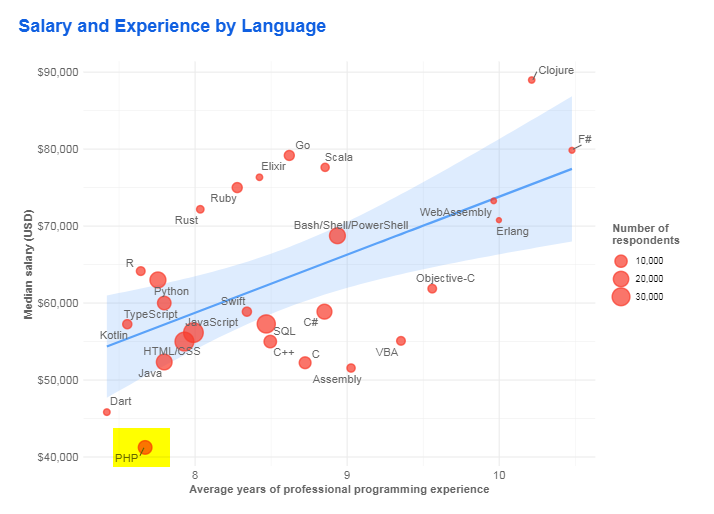 Salary and Experience by Language
$90,000
$80,000
$70,000
$60,000
$50,000
$40,000
Median salary (USD)
Clojure
F#
Go
Scala
Elixir
Ruby
Rust
WebAssembly
Bash/Shell/PowerShell
Erlang
R
Python
Objective-C
TypeScript
Swift
Kotlin
JavaScript
C#
SQL
HTML/CSS
C++
C
VBA
Java
Assembly
Dart
PHP
8
9
10
Average years of professional programming experience
Number of
respondents
10,000
20,000
30,000